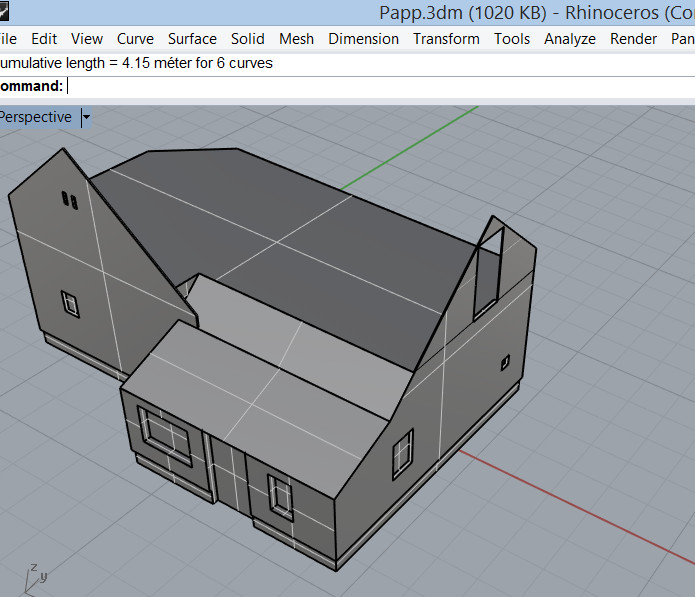 Papp.3dm (1020 KB) - Rhinoceros (Co
ile Edit View Curve Surface Solid Mesh Dimension Transform Tools Analyze Render Pan
umulative length = 4.15 méter for 6 curves
ommand:
Perspective
z
y